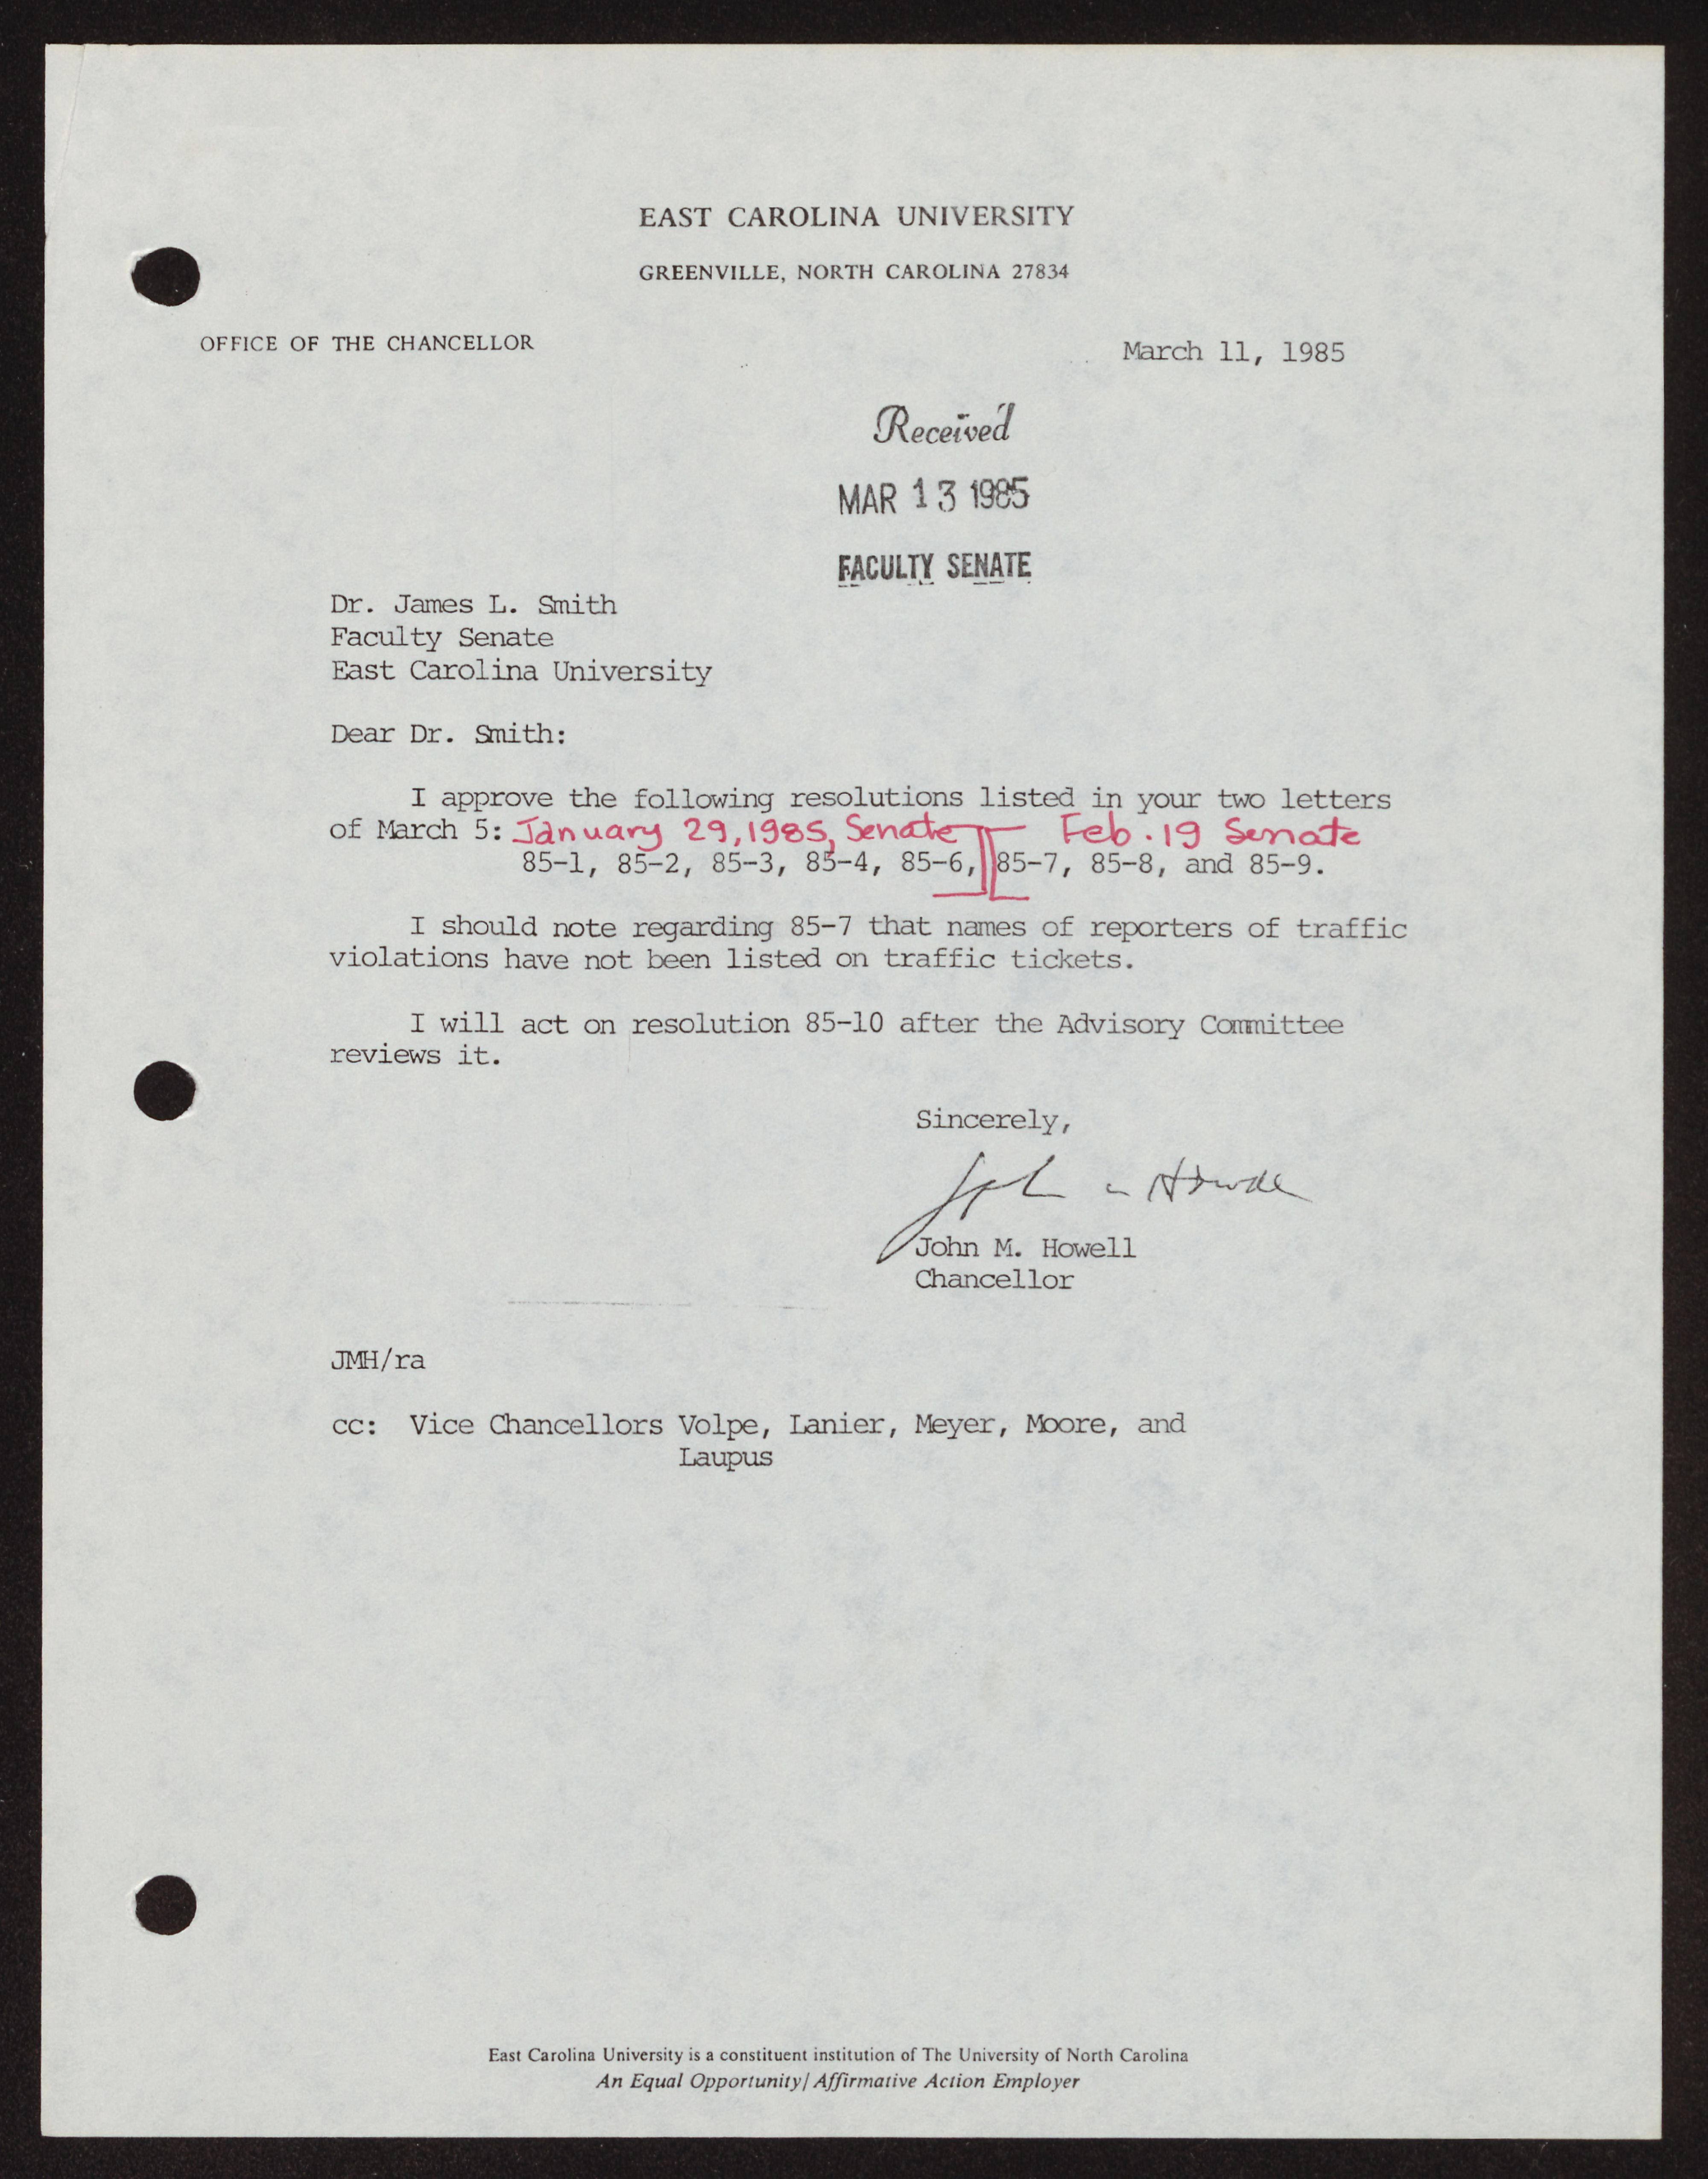 EAST CAROLINA UNIVERSITY
GREENVILLE, NORTH CAROLINA 27834
OFFICE OF THE CHANCELLOR
March 11, 1985
Received
MAR 13 1985
FACULTY SENATE
Dr. James L. Smith
Faculty Senate
East Carolina University
Dear Dr. Smith:
I approve the following resolutions listed in your two letters
of March 5: January 29, 1985, Senate Feb. 19 Senate
85-1, 85-2, 85-3, 85-4, 85-6, 85-7, 85-8, and 85-9.
I should note regarding 85-7 that names of reporters of traffic
violations have not been listed on traffic tickets.
I will act on resolution 85-10 after the Advisory Committee
reviews it.
Sincerely,
John M Howell
John M. Howell
Chancellor
JMH/ra
cc: Vice Chancellors Volpe, Lanier, Meyer, Moore, and
Laupus
East Carolina University is a constituent institution of The University of North Carolina
An Equal Opportunity/Affirmative Action Employer